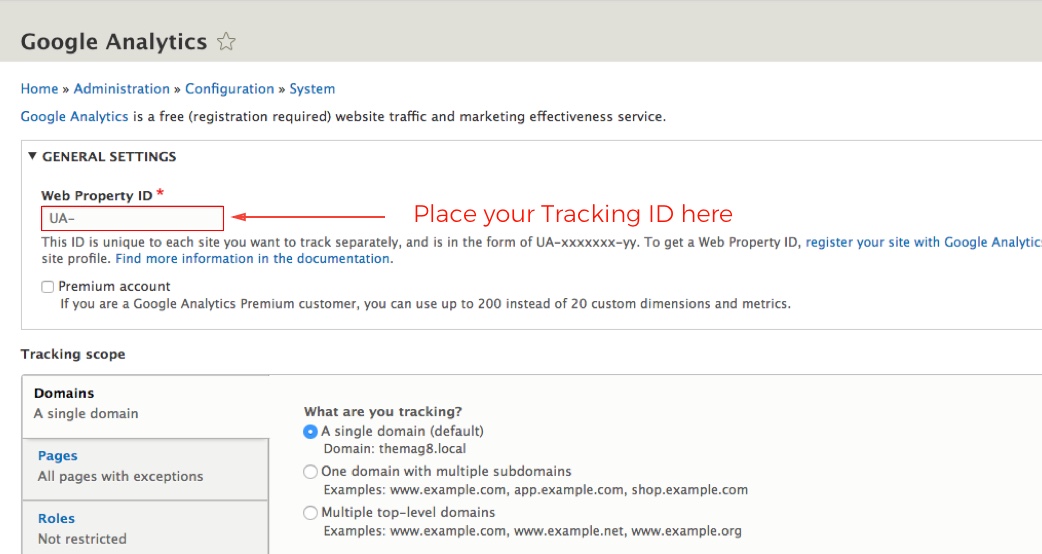 Google Analytics
Home » Administration » Configuration » System
Google Analytics is a free (registration required) website traffic and marketing effectiveness service.
▼ GENERAL SETTINGS
Web Property ID *
UA-
Place your Tracking ID here
This ID is unique to each site you want to track separately, and is in the form of UA-xxxxxxx-yy. To get a Web Property ID, register your site with Google Analytics
site profile. Find more information in the documentation.
Premium account
If you are a Google Analytics Premium customer, you can use up to 200 instead of 20 custom dimensions and metrics.
Tracking scope
Domains
A single domain
Pages
All pages with exceptions
Roles
Not restricted
What are you tracking?
A single domain (default)
Domain: themag8.local
One domain with multiple subdomains
Examples: www.example.com, app.example.com, shop.example.com
Multiple top-level domains
Examples: www.example.com, www.example.net, www.example.org